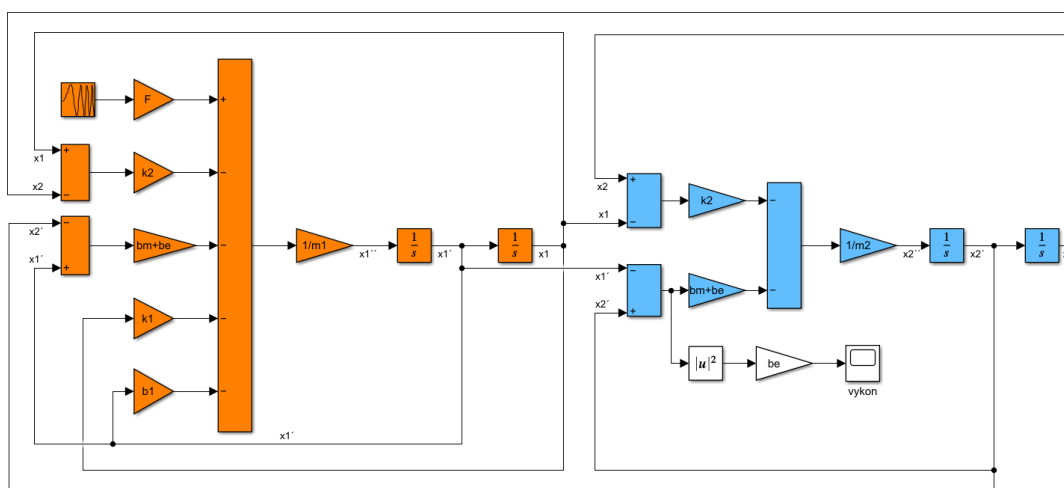 F
+
x1
+
x2
−
k2
−
x2´
−
x1´
+
bm+be
−
1/m1
x1´´
1
s
x1´
1
s
x1
k1
−
b1
−
x1´
x2
+
x1
−
k2
−
x1´
−
x2´
+
bm+be
−
1/m2
x2´´
1
s
x2´
1
s
|u|²
be
vykon